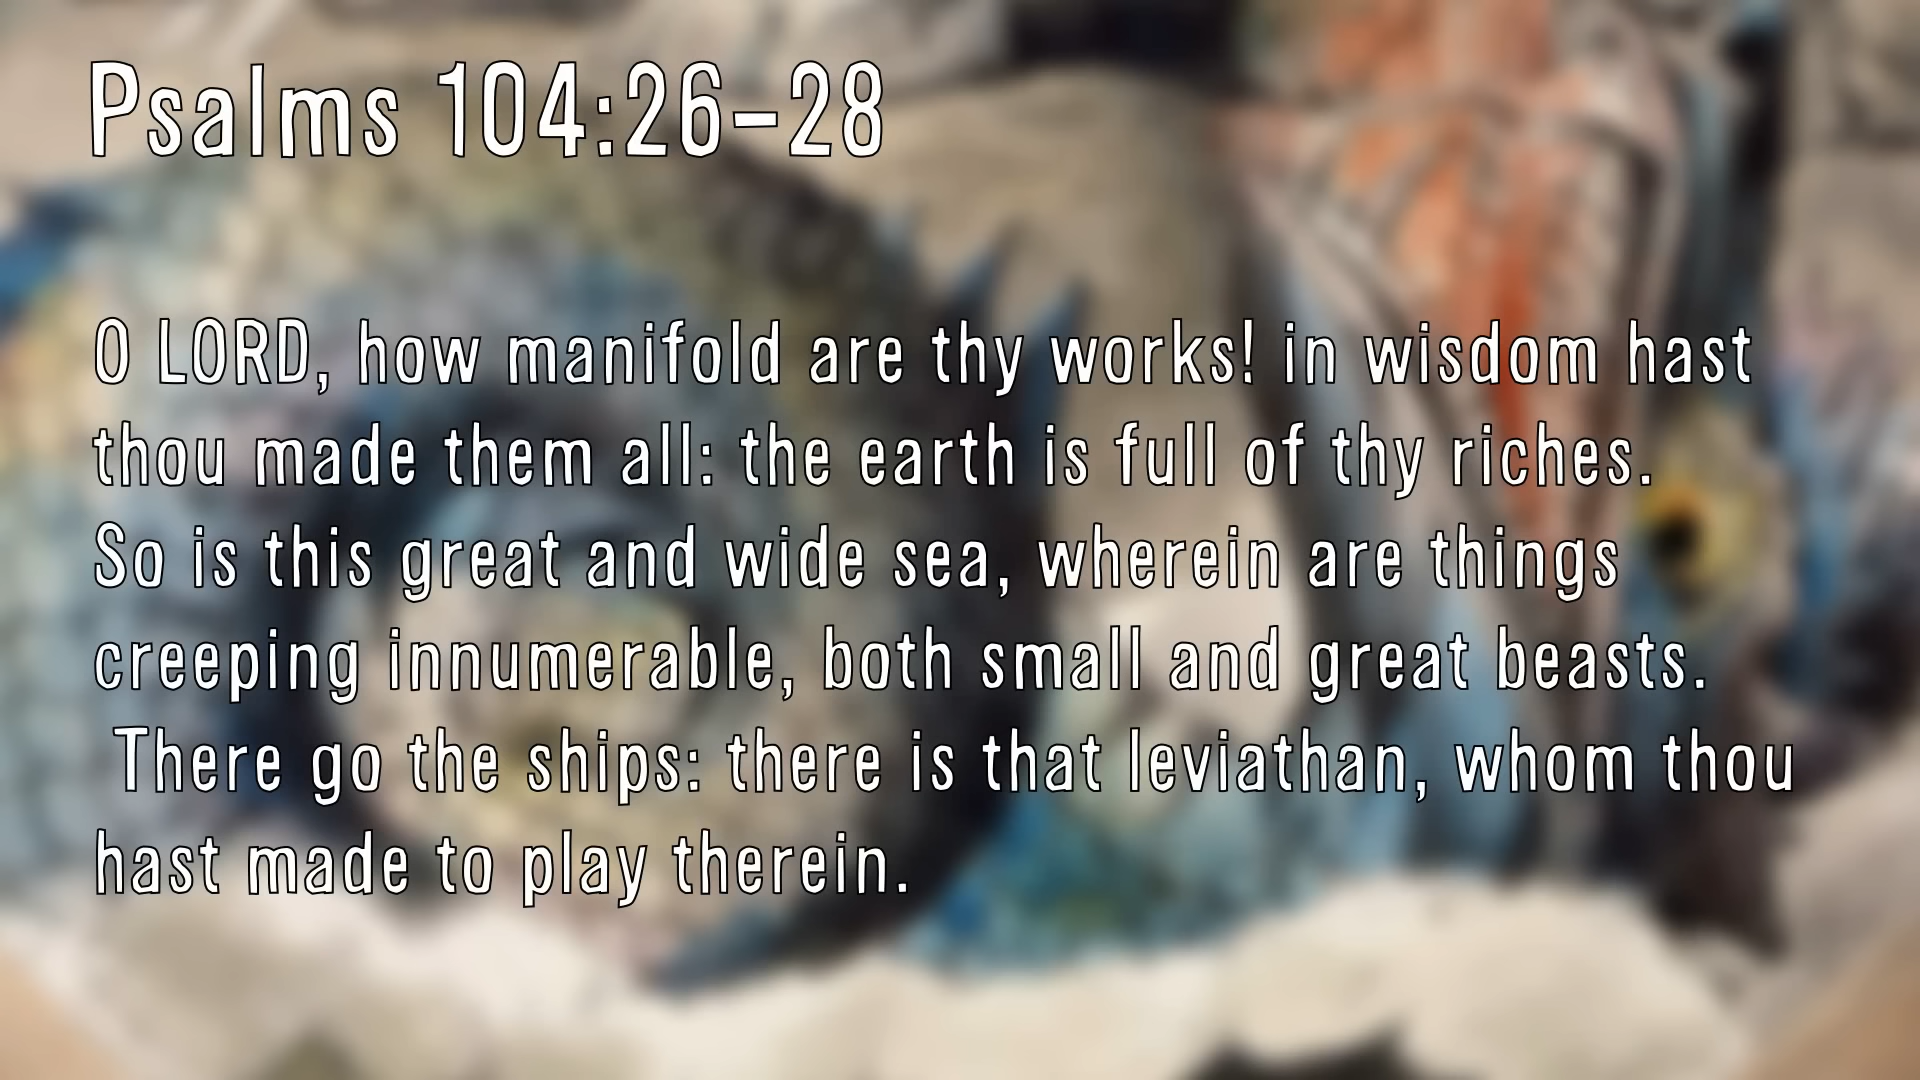 Psalms 104:26-28
O LORD, how manifold are thy works! in wisdom hast
thou made them all: the earth is full of thy riches.
So is this great and wide sea, wherein are things
creeping innumerable, both small and great beasts.
There go the ships: there is that leviathan, whom thou
hast made to play therein.